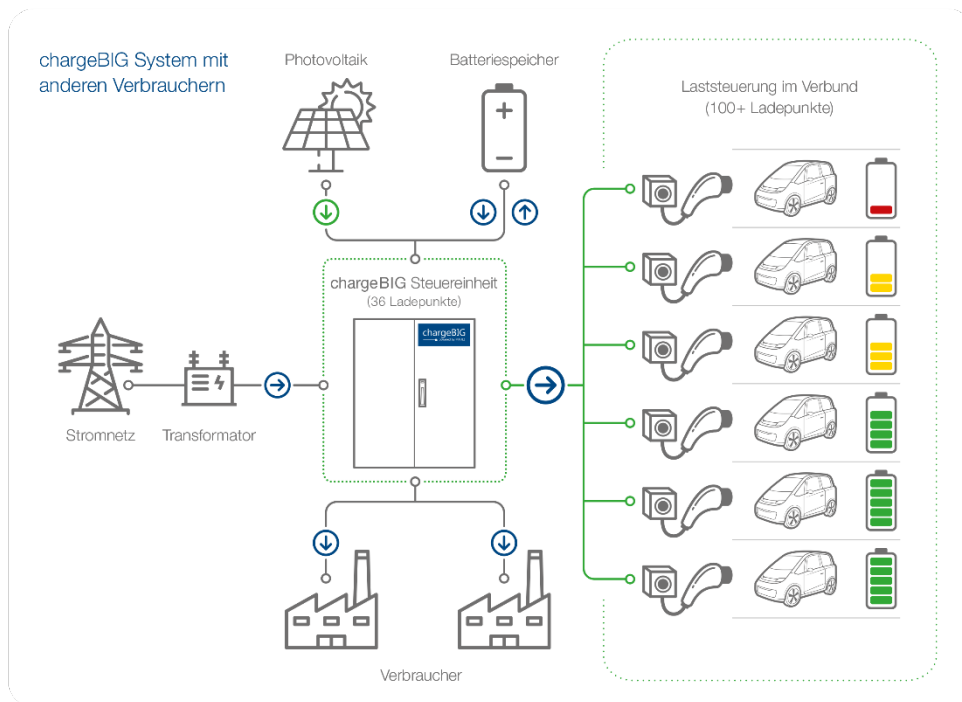 chargeBIG System mit
anderen Verbrauchern
Photovoltaik
Batteriespeicher
Laststeuerung im Verbund
(100+ Ladepunkte)
chargeBIG Steuereinheit
(36 Ladepunkte)
chargeBIG
Stromnetz
Transformator
Verbraucher